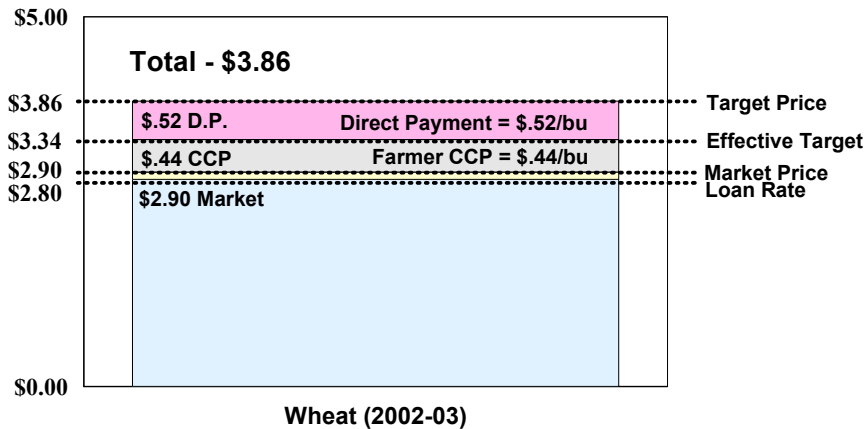 $5.00
Total - $3.86
$3.86
Target Price
$.52 D.P.
Direct Payment = $.52/bu
$3.34
Effective Target
$.44 CCP
Farmer CCP = $.44/bu
$2.90
Market Price
$2.80
Loan Rate
$2.90 Market
$0.00
Wheat (2002-03)